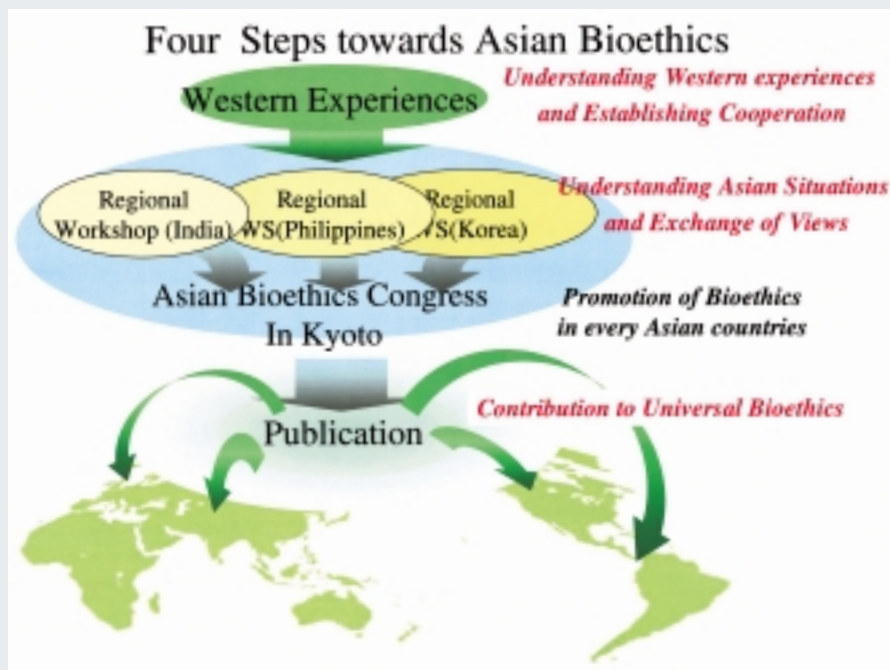 Four Steps towards Asian Bioethics
Western Experiences
Understanding Western experiences
and Establishing Cooperation
Regional
Workshop (India)
Regional
WS(Philippines)
Regional
WS(Korea)
Understanding Asian Situations
and Exchange of Views
Asian Bioethics Congress
In Kyoto
Promotion of Bioethics
in every Asian countries
Publication
Contribution to Universal Bioethics